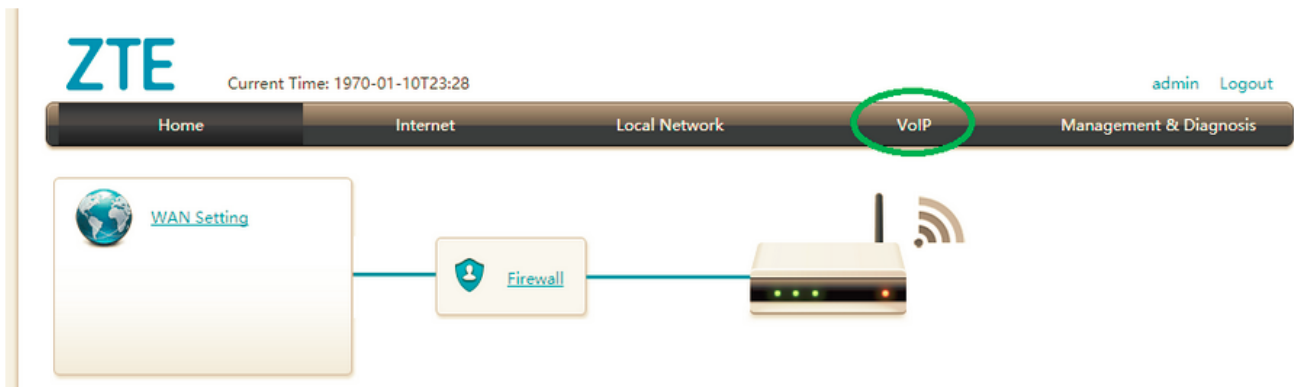 ZTE
Current Time: 1970-01-10T23:28
admin Logout
Home Internet Local Network VoIP Management & Diagnosis
WAN Setting
Firewall